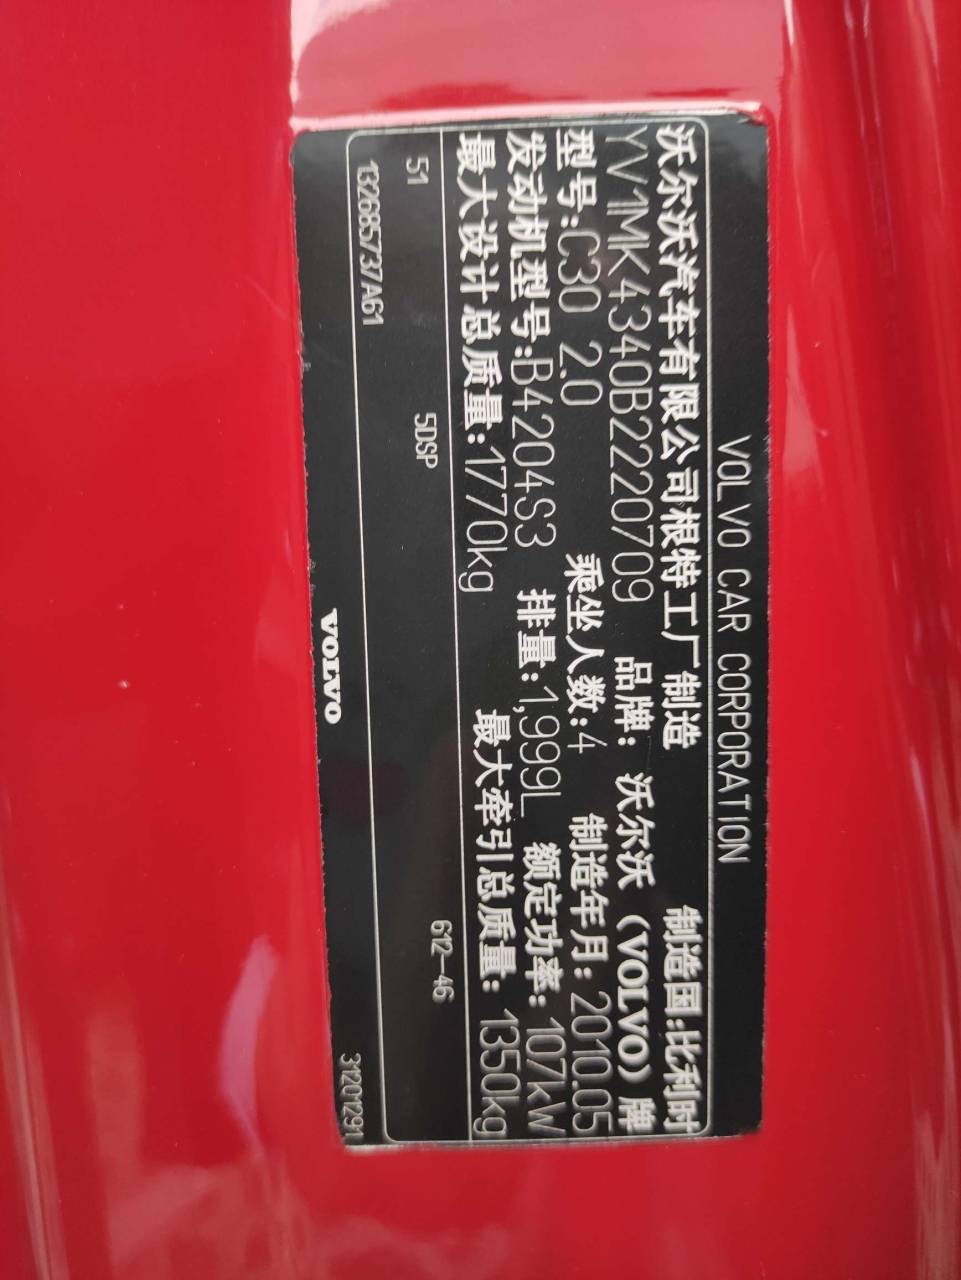 VOLVO CAR CORPORATION
沃尔沃汽车有限公司根特工厂制造 制造国:比利时
YV1MK4340B2220709 品牌: 沃尔沃 (VOLVO) 牌
型号:C30 2.0 乘坐人数:4 制造年月: 2010.05
发动机型号:B4204S3 排量: 1,999L 额定功率: 107kW
最大设计总质量:1770kg 最大牵引总质量: 1350kg
51 5DSP 612-46
132685737A61
VOLVO 31201291